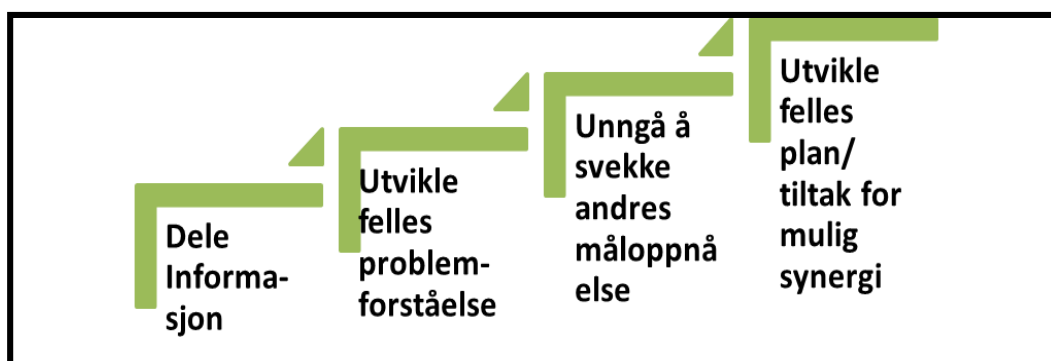 Dele
Informa-
sjon
Utvikle
felles
problem-
forståelse
Unngå å
svekke
andres
måloppnå
else
Utvikle
felles
plan/
tiltak for
mulig
synergi